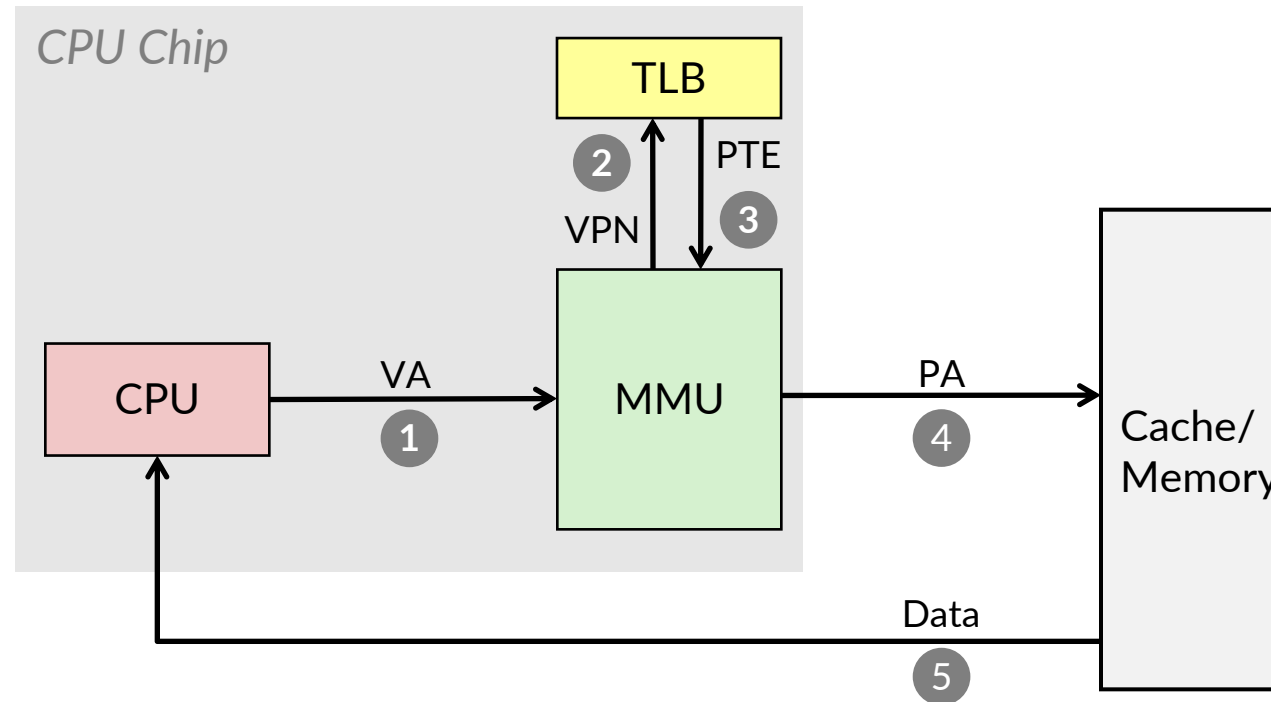 CPU Chip
TLB
2
PTE
VPN
3
CPU
VA
1
MMU
PA
4
Cache/
Memory
Data
5